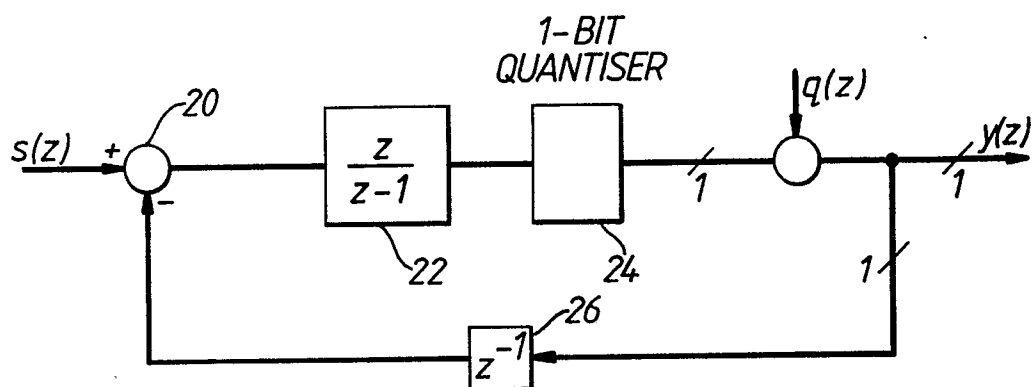 1-BIT
QUANTISER
20
s(z)
+
-
z
z-1
22
24
1
q(z)
y(z)
1
1
26
z-1